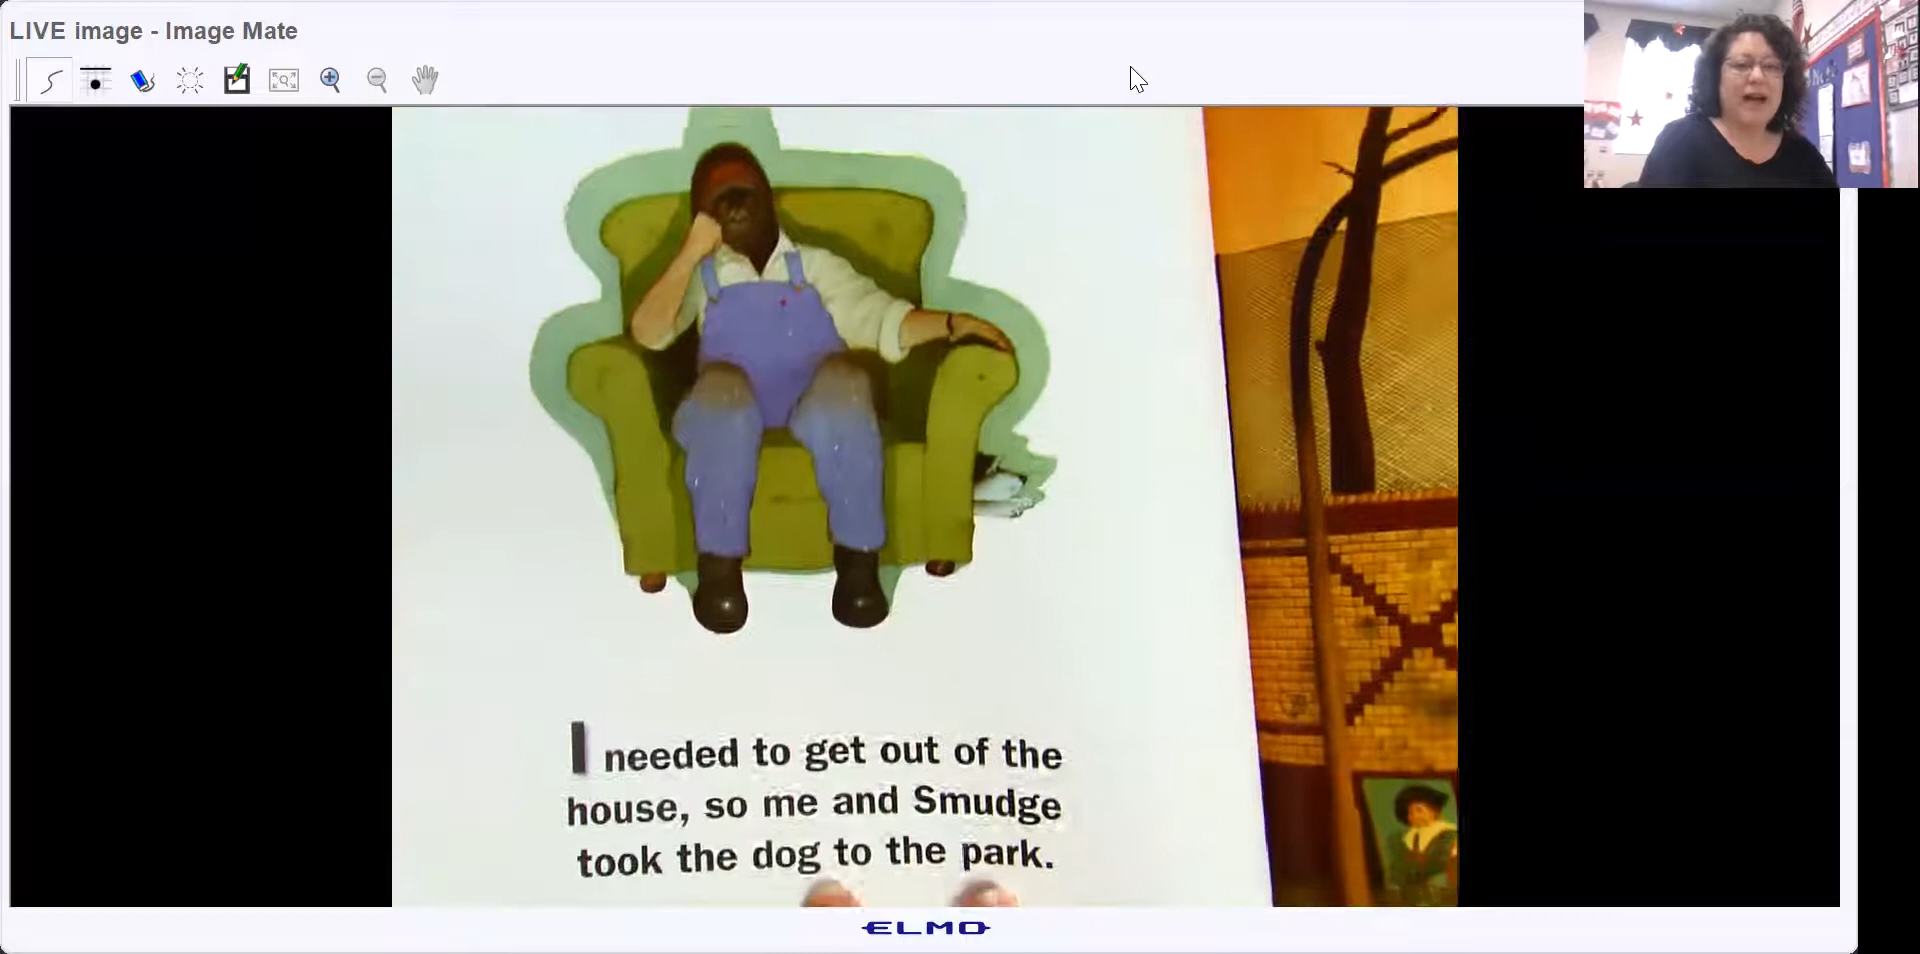 LIVE image - Image Mate
I needed to get out of the
house, so me and Smudge
took the dog to the park.
ELMO